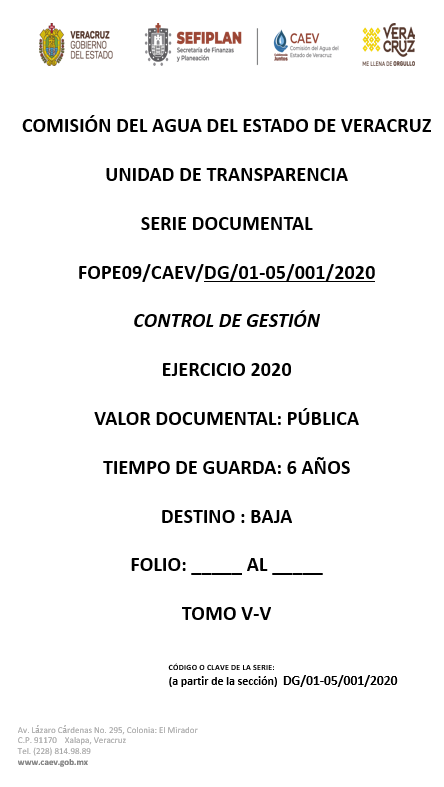 VERACRUZ
GOBIERNO
DEL ESTADO
SEFIPLAN
Secretaría de Finanzas
y Planeación
CAEV
Comisión del Agua del
Estado de Veracruz
VERA
CRUZ
ME LLENA DE ORGULLO
COMISIÓN DEL AGUA DEL ESTADO DE VERACRUZ
UNIDAD DE TRANSPARENCIA
SERIE DOCUMENTAL
FOPE09/CAEV/DG/01-05/001/2020
CONTROL DE GESTIÓN
EJERCICIO 2020
VALOR DOCUMENTAL: PÚBLICA
TIEMPO DE GUARDA: 6 AÑOS
DESTINO : BAJA
FOLIO: _____ AL _____
TOMO V-V
CÓDIGO O CLAVE DE LA SERIE:
(a partir de la sección) DG/01-05/001/2020
Av. Lázaro Cárdenas No. 295, Colonia: El Mirador
C.P. 91170 Xalapa, Veracruz
Tel. (228) 814.98.89
www.caev.gob.mx